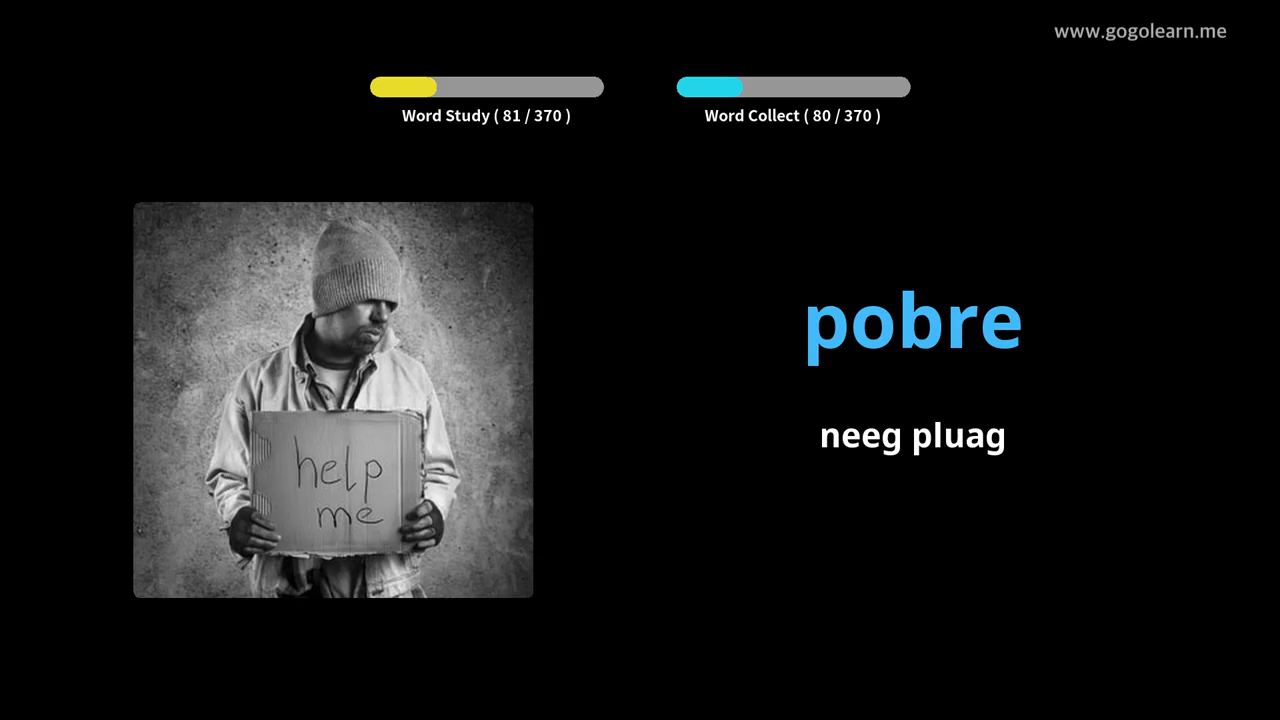 www.gogolearn.me
Word Study ( 81 / 370 )
Word Collect ( 80 / 370 )
pobre
neeg pluag
help
me